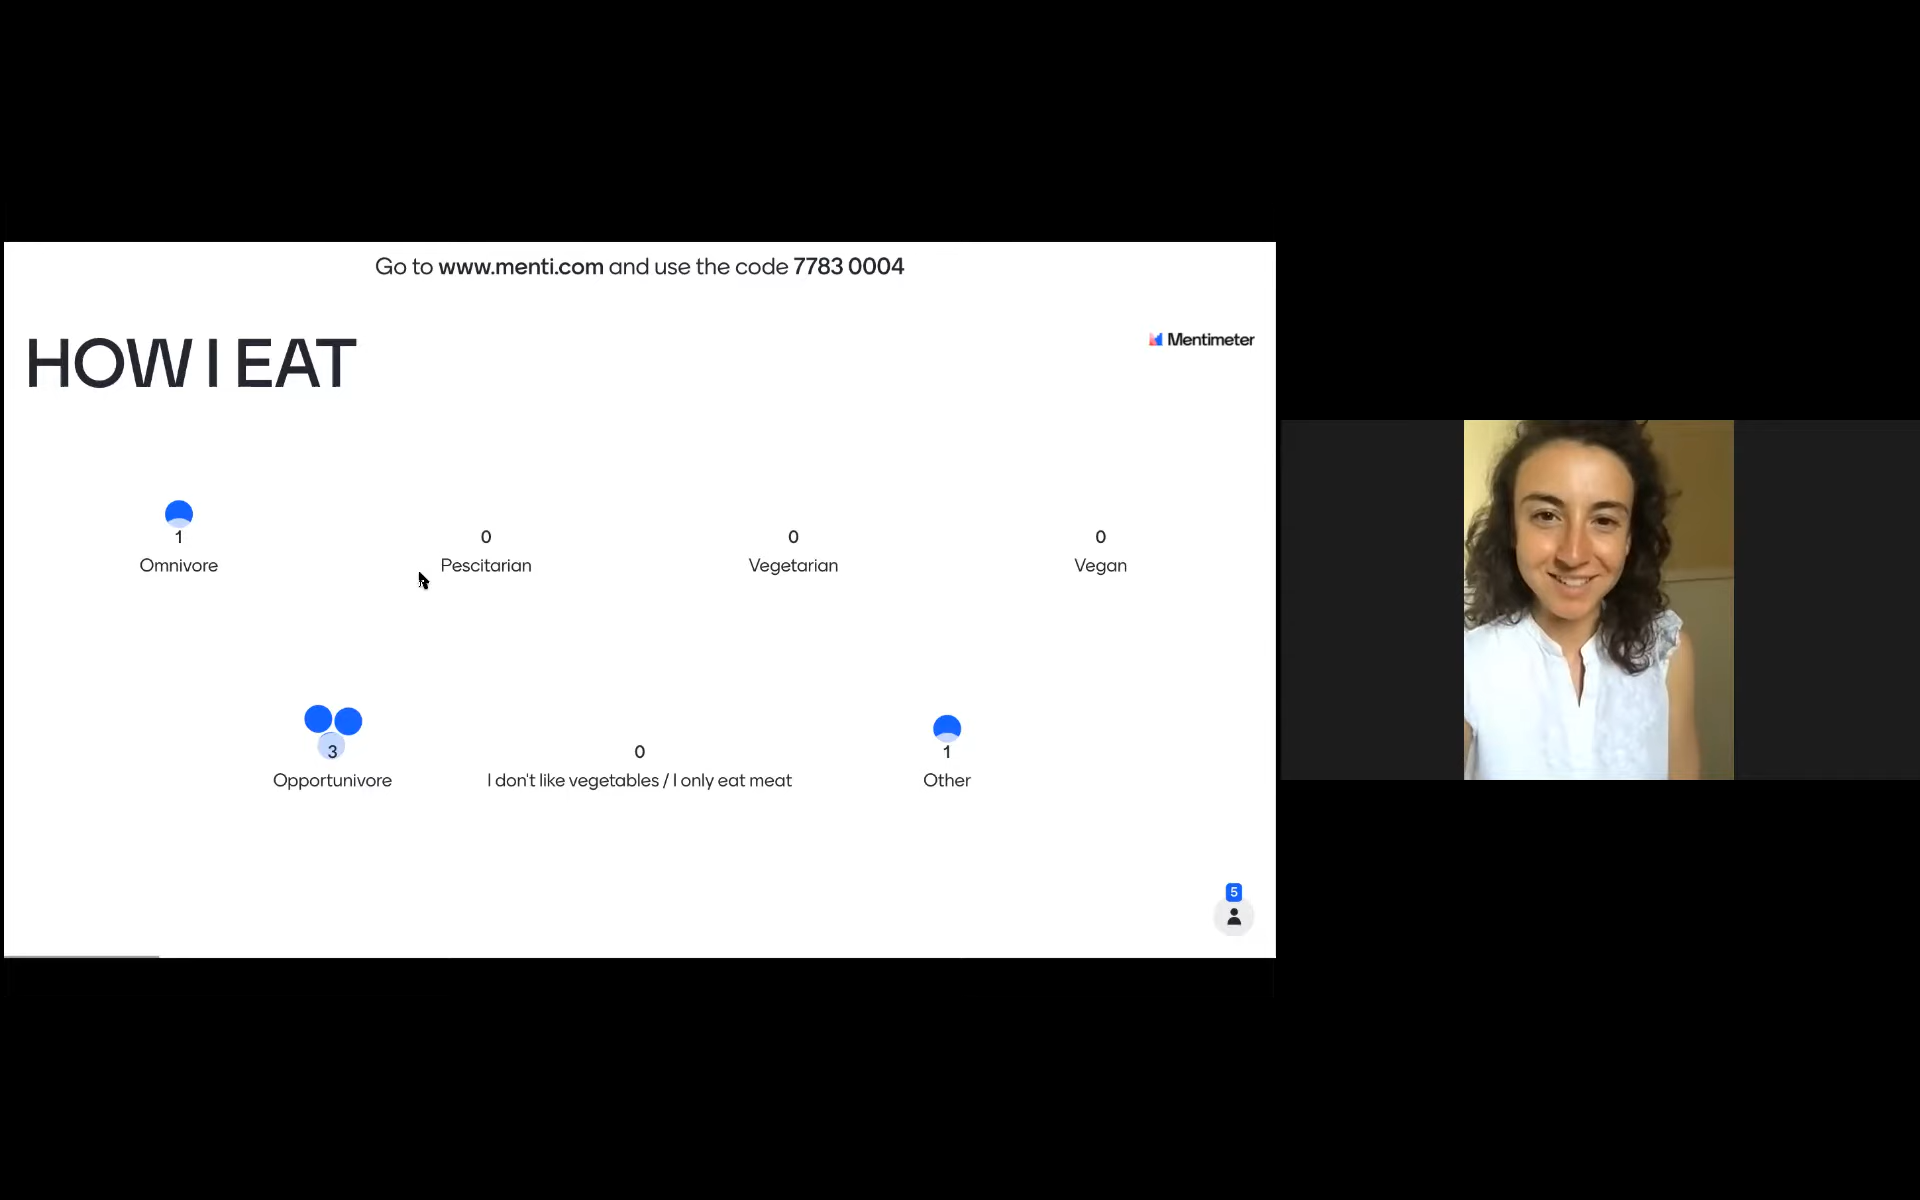 Go to www.menti.com and use the code 7783 0004
HOW I EAT
Mentimeter
1
Omnivore
0
Pescitarian
0
Vegetarian
0
Vegan
3
Opportunivore
0
I don't like vegetables / I only eat meat
1
Other
5